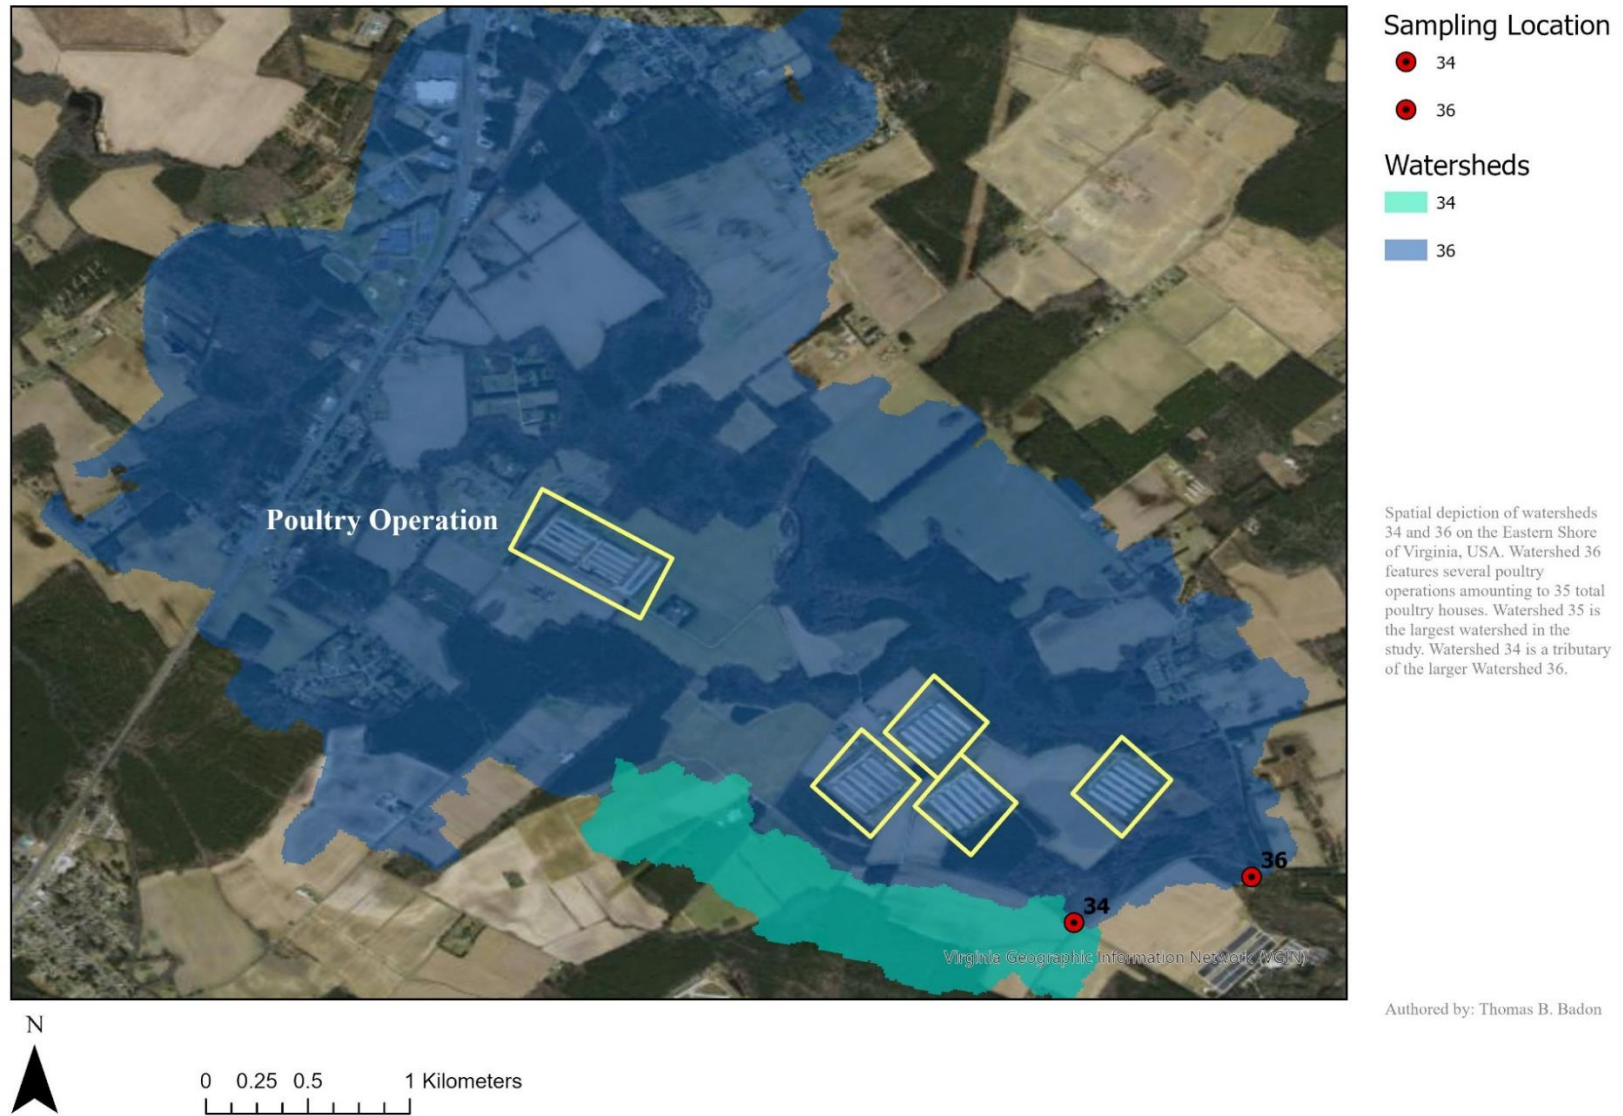 Sampling Location
34
36
Watersheds
34
36
Poultry Operation
36
34
Virginia Geographic Information Network (VGIN)
Spatial depiction of watersheds
34 and 36 on the Eastern Shore
of Virginia, USA. Watershed 36
features several poultry
operations amounting to 35 total
poultry houses. Watershed 35 is
the largest watershed in the
study. Watershed 34 is a tributary
of the larger Watershed 36.
Authored by: Thomas B. Badon
N
0 0.25 0.5 1 Kilometers